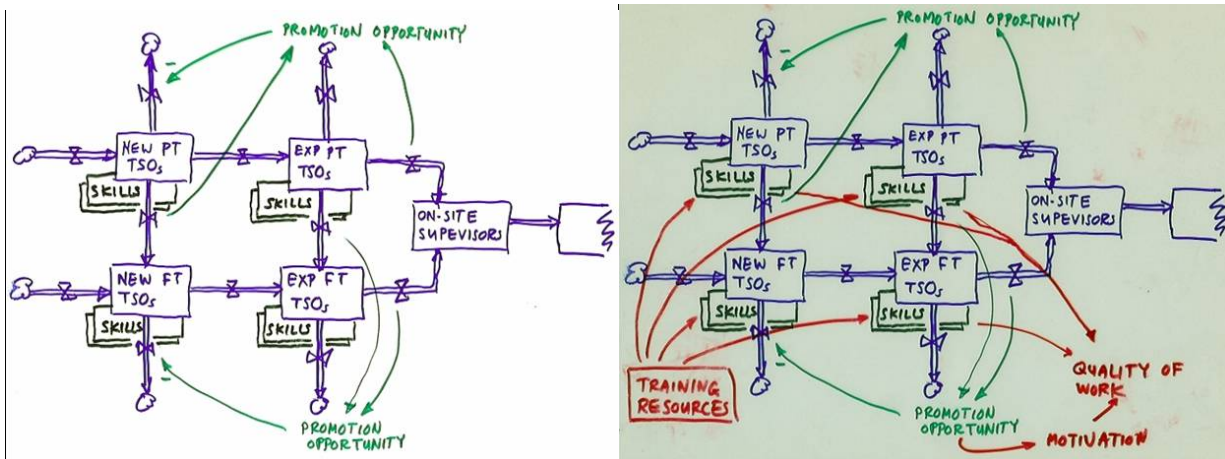 PROMOTION OPPORTUNITY
NEW PT
TSOs
EXP PT
TSOs
SKILLS
SKILLS
ON-SITE
SUPEVISORS
NEW FT
TSOs
EXP FT
TSOs
SKILLS
SKILLS
-
-
PROMOTION
OPPORTUNITY
PROMOTION OPPORTUNITY
-
NEW PT
TSOs
EXP PT
TSOs
SKILLS
SKILLS
ON-SITE
SUPEVISORS
NEW FT
TSOs
EXP FT
TSOs
SKILLS
SKILLS
-
TRAINING
RESOURCES
QUALITY OF
WORK
PROMOTION
OPPORTUNITY
MOTIVATION